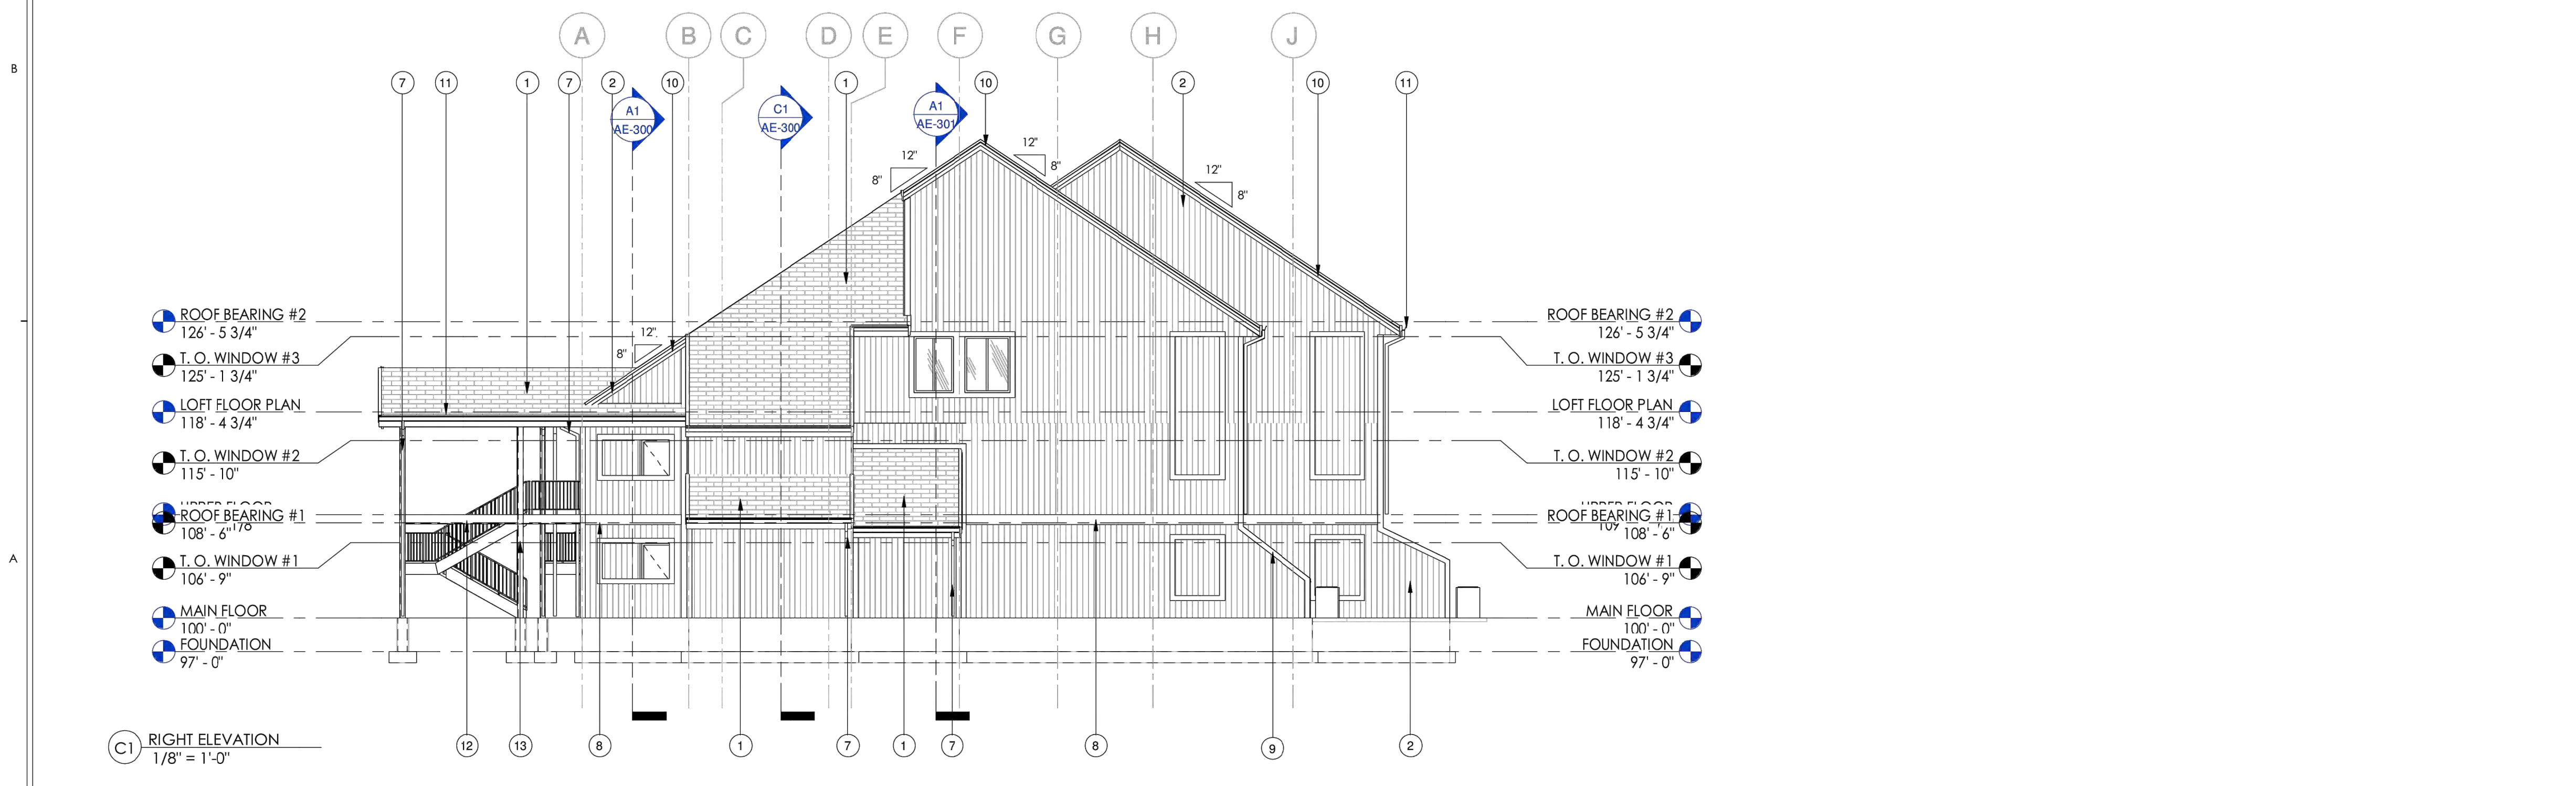 A B C D E F G H J
B
7 11 1 7 2 10 1 10 2 10 11
A1
AE-300
C1
AE-300
A1
AE-301
12"
8"
12"
8"
12"
8"
12"
8"
ROOF BEARING #2
126' - 5 3/4"
T. O. WINDOW #3
125' - 1 3/4"
LOFT FLOOR PLAN
118' - 4 3/4"
T. O. WINDOW #2
115' - 10"
UPPER FLOOR
ROOF BEARING #1
108' - 6"
T. O. WINDOW #1
106' - 9"
MAIN FLOOR
100' - 0"
FOUNDATION
97' - 0"
ROOF BEARING #2
126' - 5 3/4"
T. O. WINDOW #3
125' - 1 3/4"
LOFT FLOOR PLAN
118' - 4 3/4"
T. O. WINDOW #2
115' - 10"
UPPER FLOOR
ROOF BEARING #1
108' - 6"
T. O. WINDOW #1
106' - 9"
MAIN FLOOR
100' - 0"
FOUNDATION
97' - 0"
A
12 13 8 1 7 1 7 8 9 2
C1 RIGHT ELEVATION
1/8" = 1'-0"